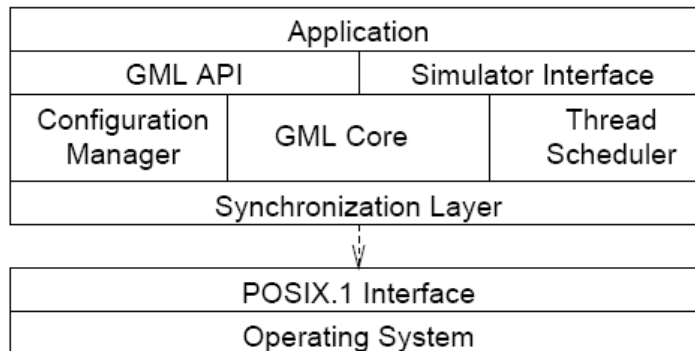 Application
GML API
Simulator Interface
Configuration
Manager
GML Core
Thread
Scheduler
Synchronization Layer
POSIX.1 Interface
Operating System